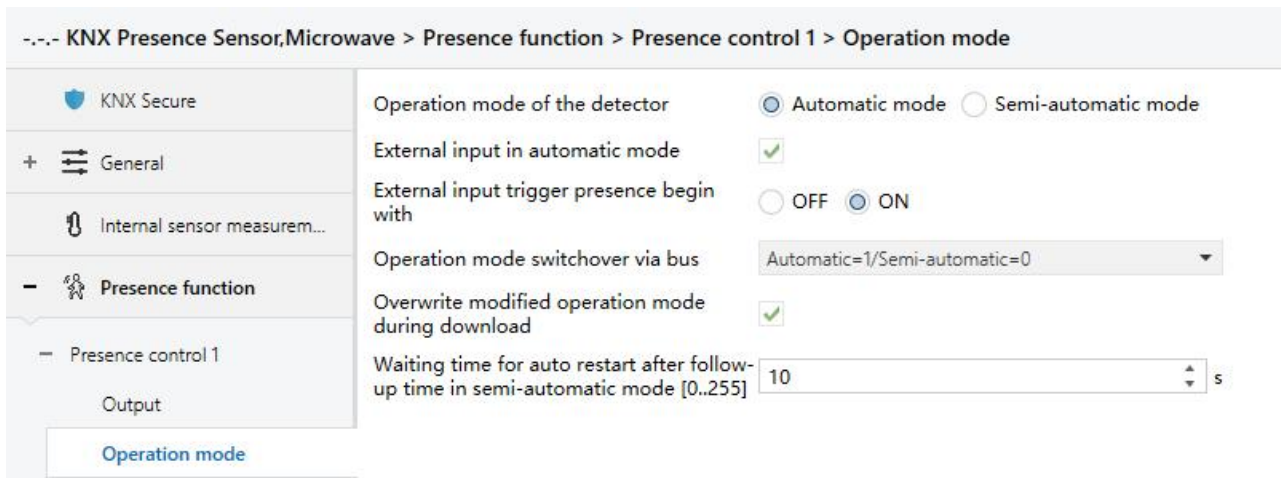 -.-.- KNX Presence Sensor,Microwave > Presence function > Presence control 1 > Operation mode
KNX Secure
+ General
Internal sensor measurem...
– Presence function
– Presence control 1
Output
Operation mode
Operation mode of the detector Automatic mode Semi-automatic mode
External input in automatic mode
External input trigger presence begin
with
OFF ON
Operation mode switchover via bus Automatic=1/Semi-automatic=0
Overwrite modified operation mode
during download
Waiting time for auto restart after follow-
up time in semi-automatic mode [0..255]
10 s